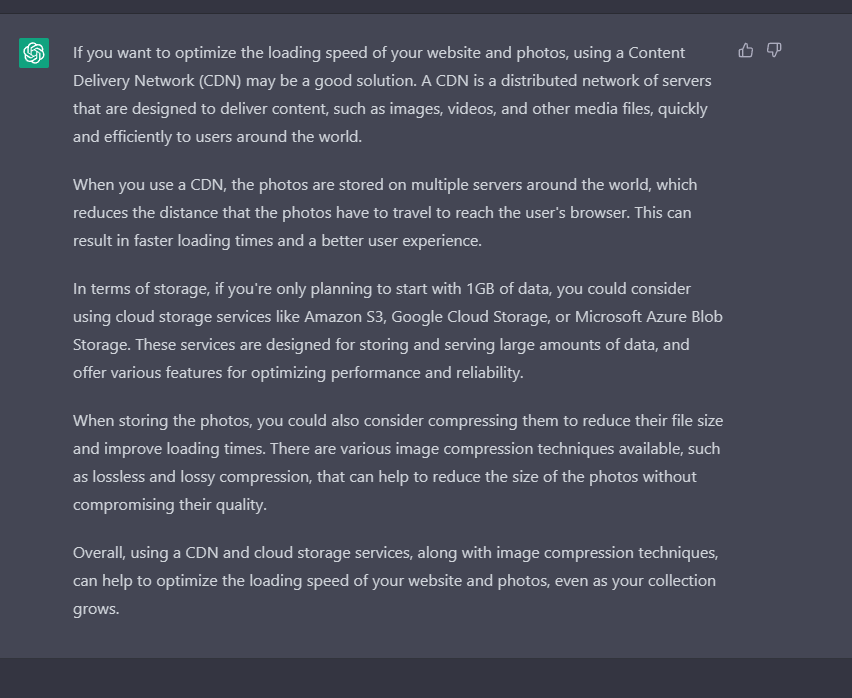 If you want to optimize the loading speed of your website and photos, using a Content
Delivery Network (CDN) may be a good solution. A CDN is a distributed network of servers
that are designed to deliver content, such as images, videos, and other media files, quickly
and efficiently to users around the world.
When you use a CDN, the photos are stored on multiple servers around the world, which
reduces the distance that the photos have to travel to reach the user's browser. This can
result in faster loading times and a better user experience.
In terms of storage, if you're only planning to start with 1GB of data, you could consider
using cloud storage services like Amazon S3, Google Cloud Storage, or Microsoft Azure Blob
Storage. These services are designed for storing and serving large amounts of data, and
offer various features for optimizing performance and reliability.
When storing the photos, you could also consider compressing them to reduce their file size
and improve loading times. There are various image compression techniques available, such
as lossless and lossy compression, that can help to reduce the size of the photos without
compromising their quality.
Overall, using a CDN and cloud storage services, along with image compression techniques,
can help to optimize the loading speed of your website and photos, even as your collection
grows.